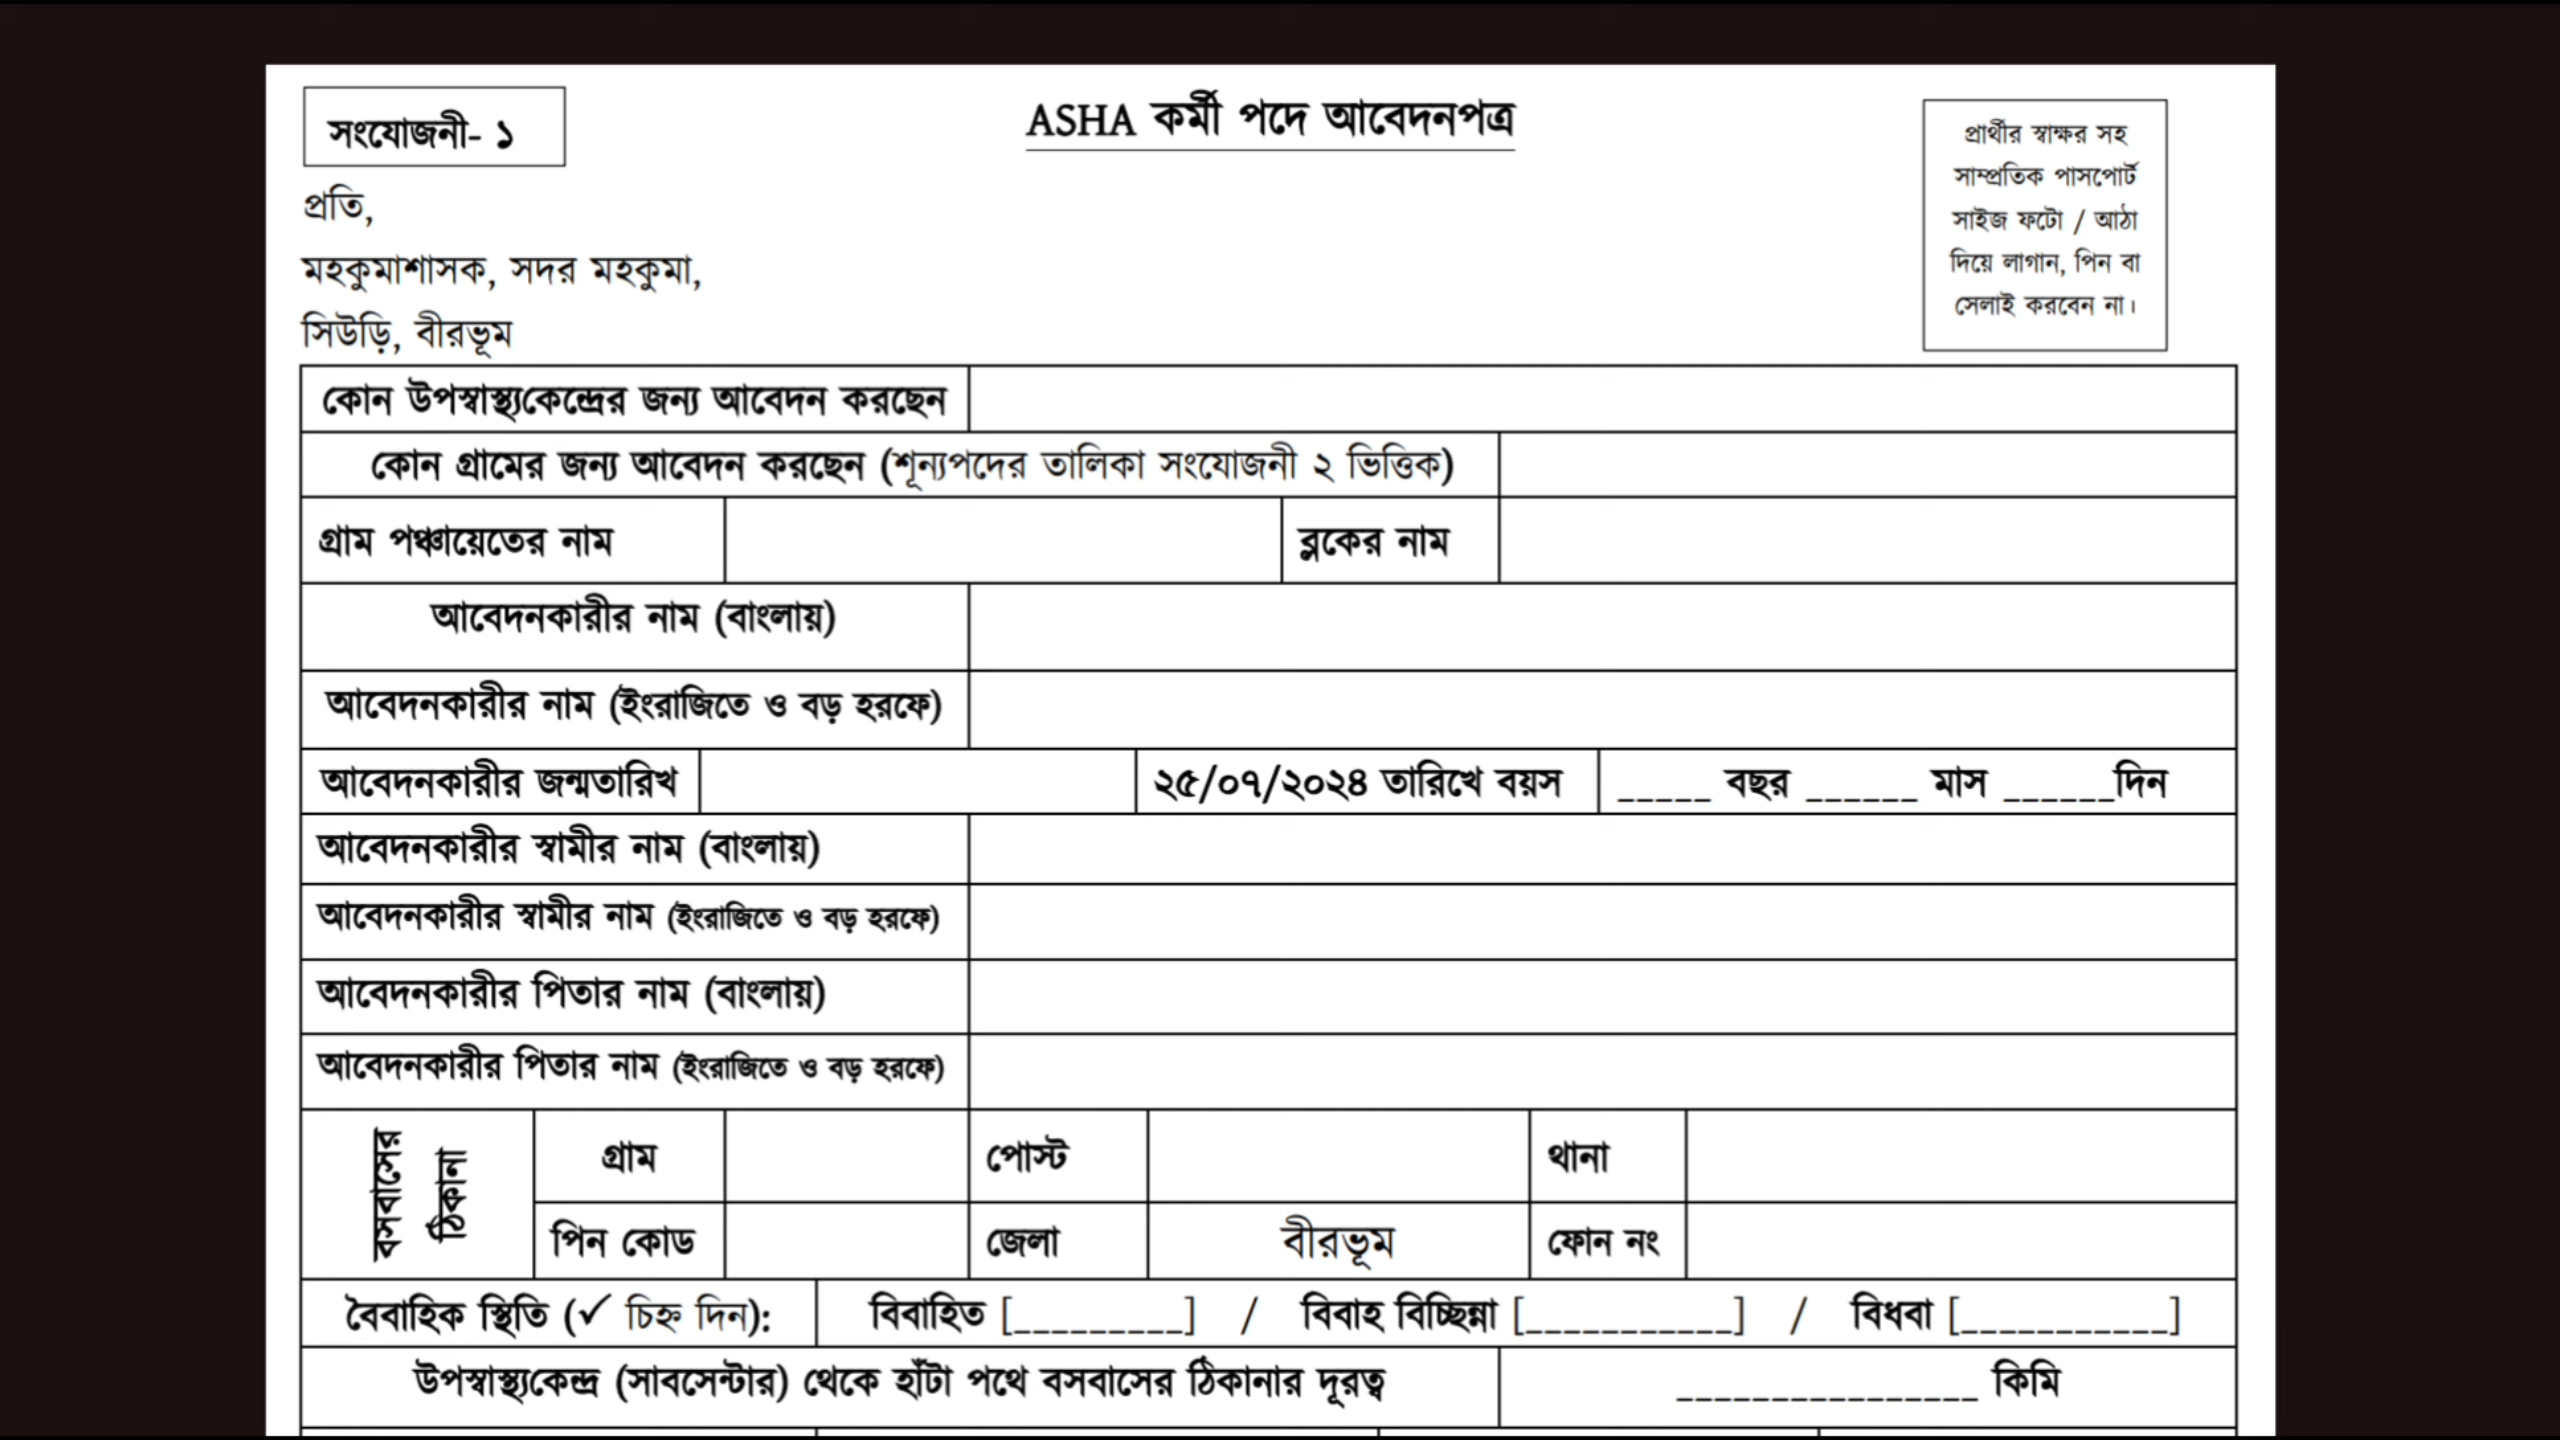 সংযোজনী- ১
ASHA কর্মী পদে আবেদনপত্র
প্রার্থীর স্বাক্ষর সহ
সাম্প্রতিক পাসপোর্ট
সাইজ ফটো / আঠা
দিয়ে লাগান, পিন বা
সেলাই করবেন না।
প্রতি,
মহকুমাশাসক, সদর মহকুমা,
সিউড়ি, বীরভূম
কোন উপস্বাস্থ্যকেন্দ্রের জন্য আবেদন করছেন
কোন গ্রামের জন্য আবেদন করছেন (শূন্যপদের তালিকা সংযোজনী ২ ভিত্তিক)
গ্রাম পঞ্চায়েতের নাম ব্লকের নাম
আবেদনকারীর নাম (বাংলায়)
আবেদনকারীর নাম (ইংরাজিতে ও বড় হরফে)
আবেদনকারীর জন্মতারিখ ২৫/০৭/২০২৪ তারিখে বয়স _____ বছর ______ মাস ______দিন
আবেদনকারীর স্বামীর নাম (বাংলায়)
আবেদনকারীর স্বামীর নাম (ইংরাজিতে ও বড় হরফে)
আবেদনকারীর পিতার নাম (বাংলায়)
আবেদনকারীর পিতার নাম (ইংরাজিতে ও বড় হরফে)
বসবাসের
ঠিকানা
গ্রাম পোস্ট থানা
পিন কোড জেলা বীরভূম ফোন নং
বৈবাহিক স্থিতি (✓ চিহ্ন দিন): বিবাহিত [_________] / বিবাহ বিচ্ছিন্না [___________] / বিধবা [___________]
উপস্বাস্থ্যকেন্দ্র (সাবসেন্টার) থেকে হাঁটা পথে বসবাসের ঠিকানার দূরত্ব ________________ কিমি